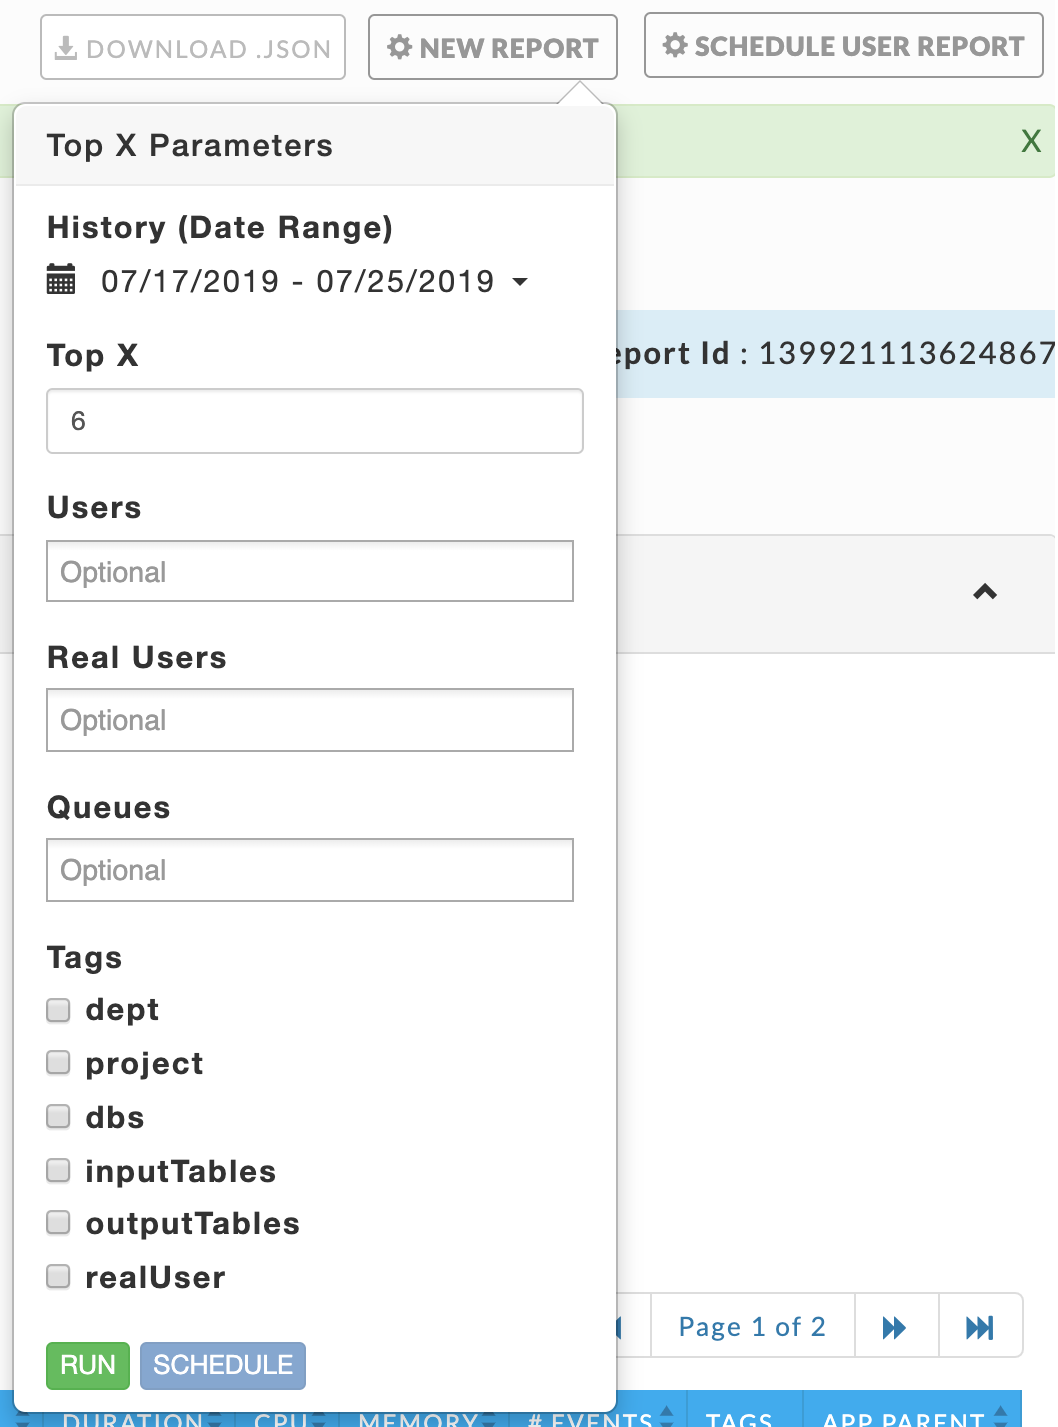 DOWNLOAD .JSON NEW REPORT SCHEDULE USER REPORT
X
Top X Parameters
History (Date Range)
07/17/2019 - 07/25/2019
eport Id : 139921113624867
Top X
6
Users
Optional
Real Users
Optional
Queues
Optional
Tags
dept
project
dbs
inputTables
outputTables
realUser
Page 1 of 2
RUN SCHEDULE
DURATION CPU MEMORY # EVENTS TAGS APP PARENT